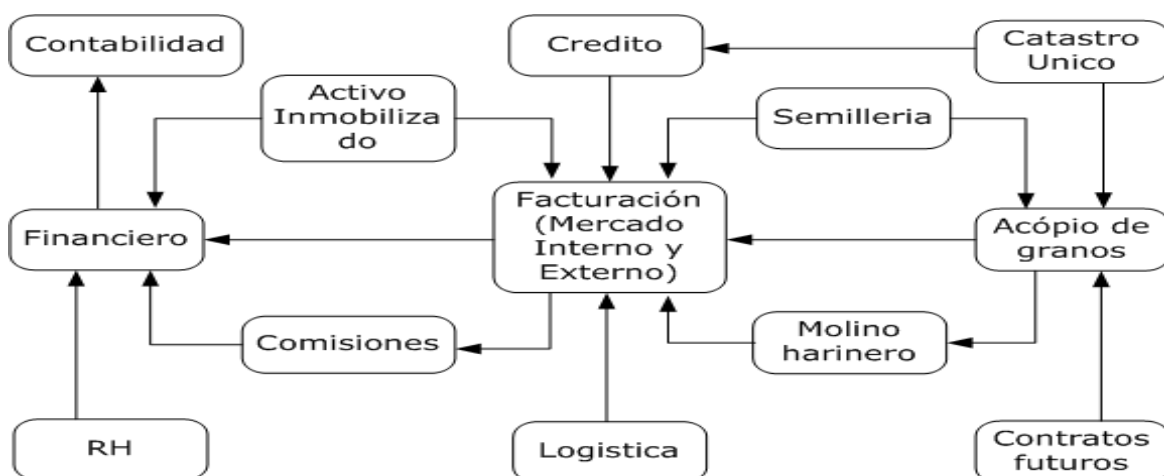 Contabilidad
Credito
Catastro
Unico
Activo
Inmobiliza
do
Semilleria
Financiero
Facturación
(Mercado
Interno y
Externo)
Acópio de
granos
Comisiones
Molino
harinero
RH
Logistica
Contratos
futuros